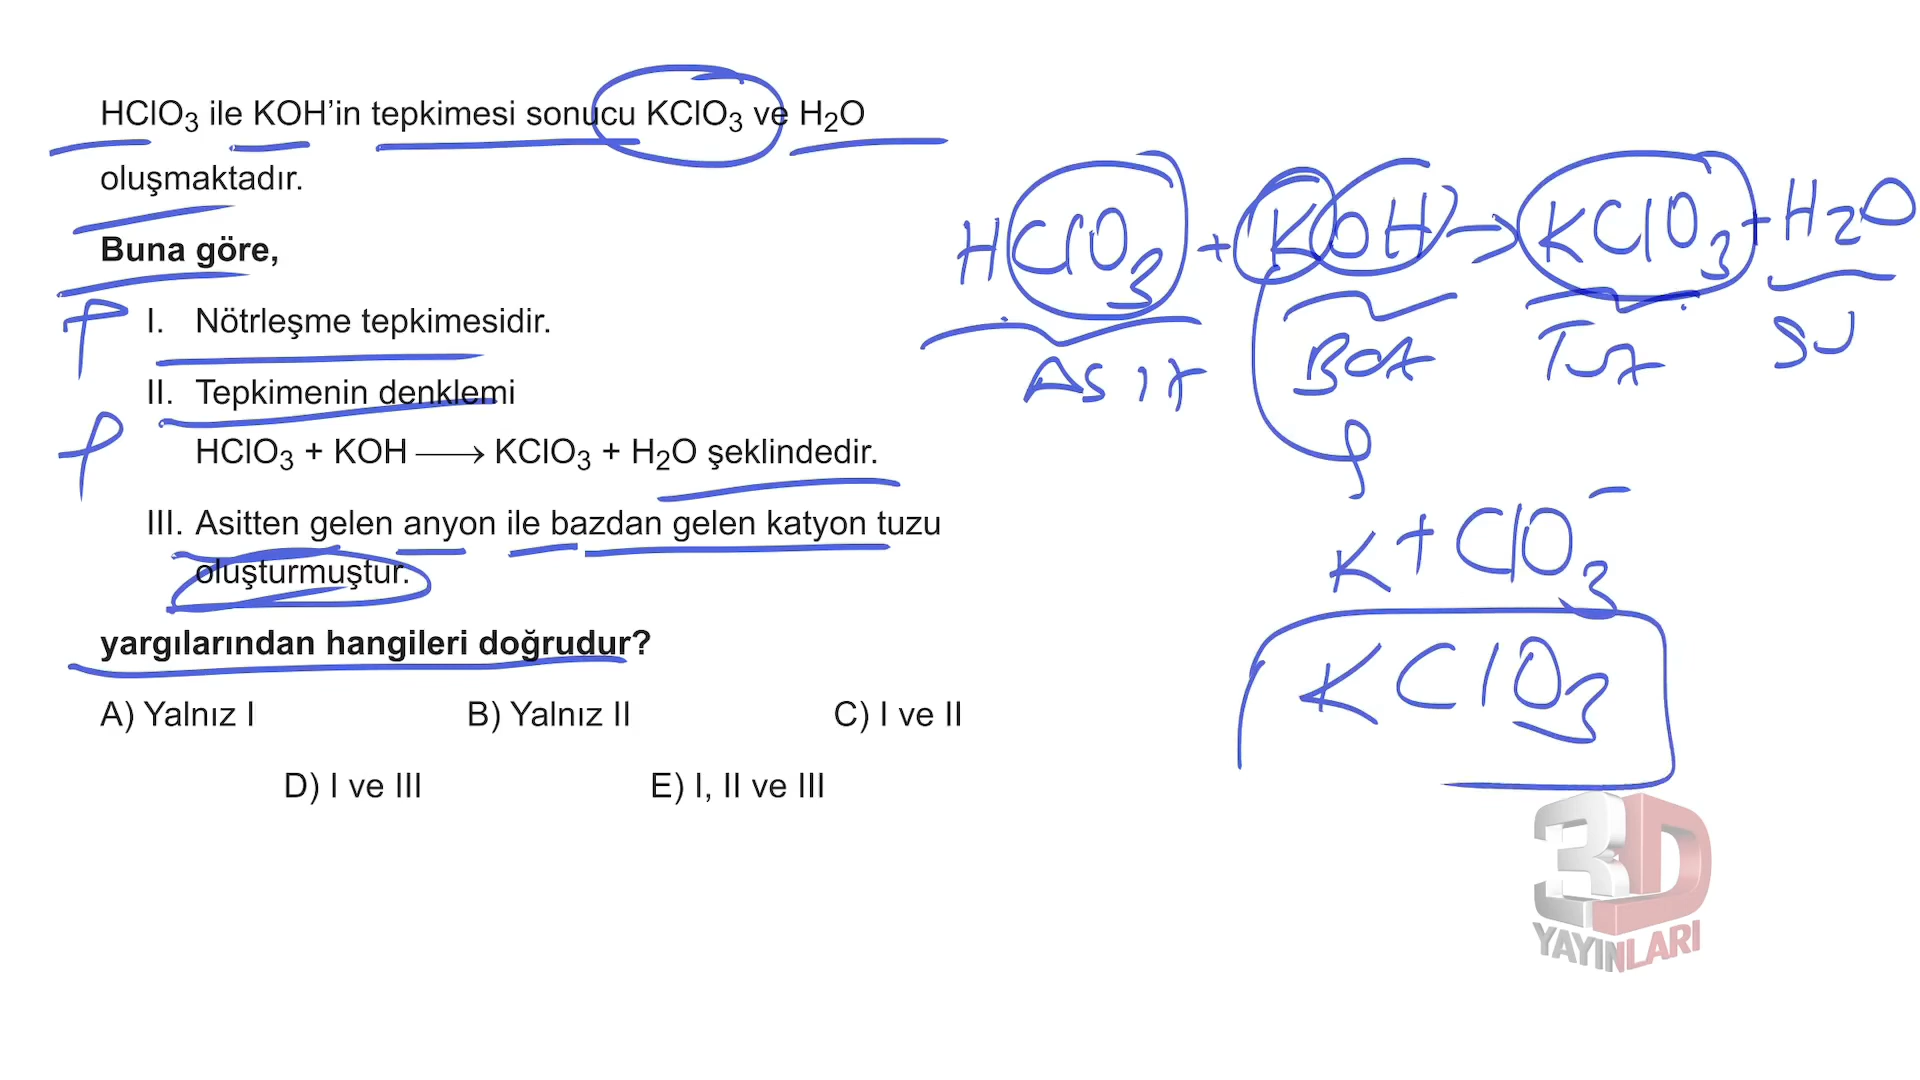 HClO₃ ile KOH’in tepkimesi sonucu KClO₃ ve H₂O
oluşmaktadır.
Buna göre,
I. Nötrleşme tepkimesidir.
II. Tepkimenin denklemi
HClO₃ + KOH ⟶ KClO₃ + H₂O şeklindedir.
III. Asitten gelen anyon ile bazdan gelen katyon tuzu
oluşturmuştur.
yargılarından hangileri doğrudur?
A) Yalnız I B) Yalnız II C) I ve II
D) I ve III E) I, II ve III
HClO₃ + KOH → KClO₃ + H₂O
Asit Baz Tuz Su
K⁺ ClO₃⁻
KClO₃
3D
YAYINLARI